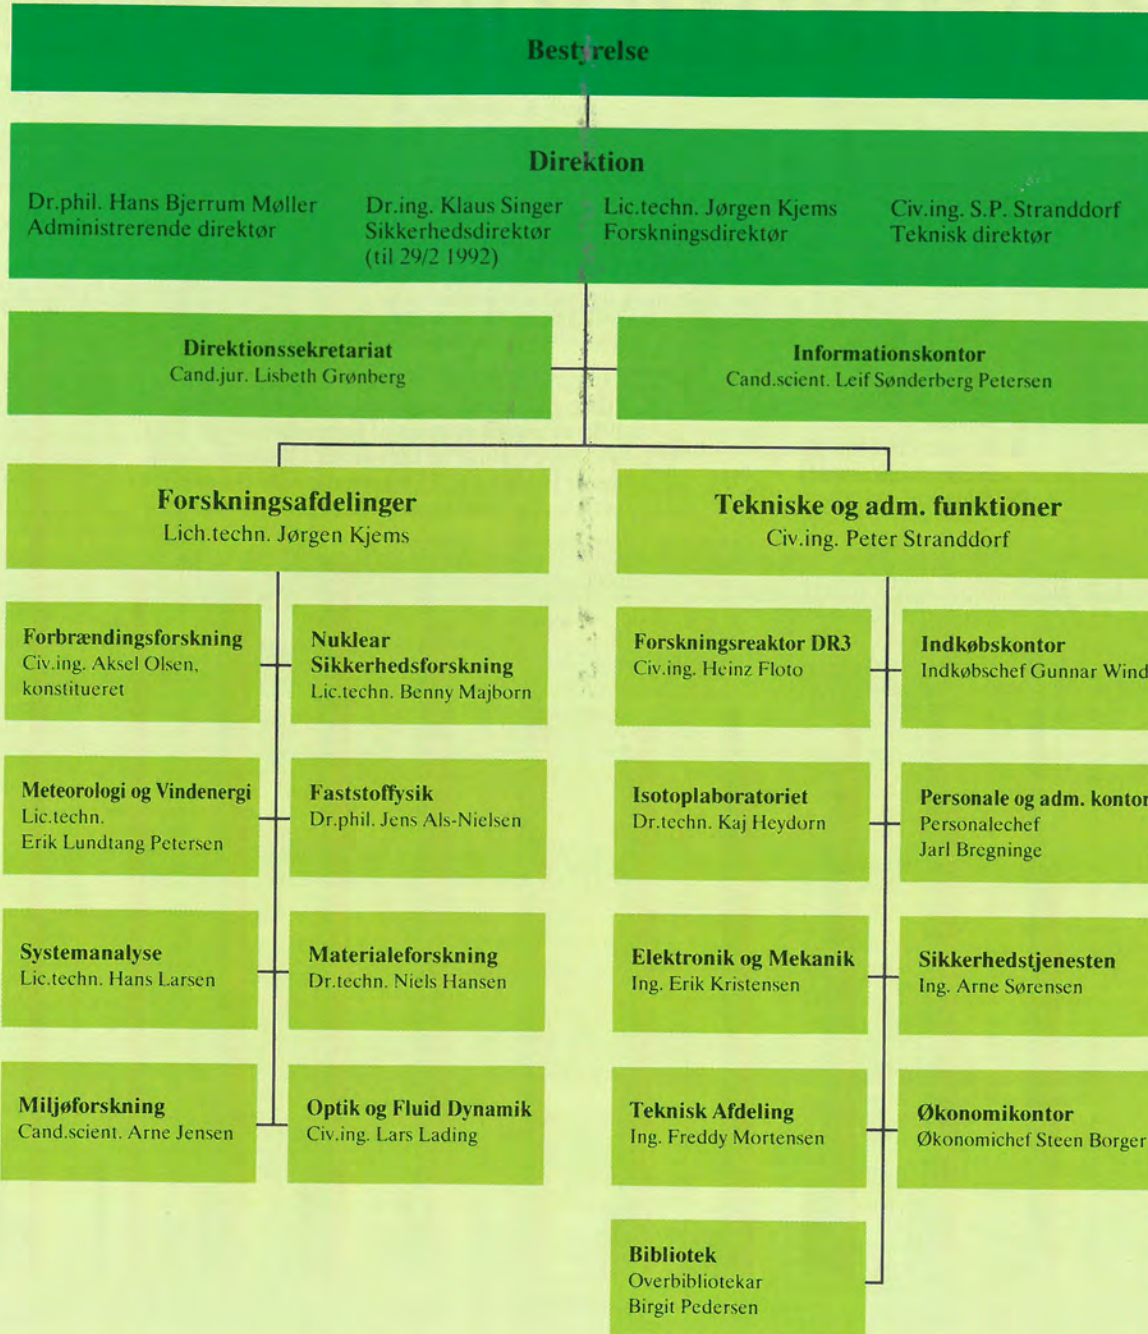 Bestyrelse
Direktion
Dr.phil. Hans Bjerrum Møller
Administrerende direktør
Dr.ing. Klaus Singer
Sikkerhedsdirektør
(til 29/2 1992)
Lic.techn. Jørgen Kjems
Forskningsdirektør
Civ.ing. S.P. Stranddorf
Teknisk direktør
Direktionssekretariat
Cand.jur. Lisbeth Grønberg
Informationskontor
Cand.scient. Leif Sønderberg Petersen
Forskningsafdelinger
Lich.techn. Jørgen Kjems
Tekniske og adm. funktioner
Civ.ing. Peter Stranddorf
Forbrændingsforskning
Civ.ing. Aksel Olsen,
konstitueret
Nuklear
Sikkerhedsforskning
Lic.techn. Benny Majborn
Meteorologi og Vindenergi
Lic.techn.
Erik Lundtang Petersen
Faststoffysik
Dr.phil. Jens Als-Nielsen
Systemanalyse
Lic.techn. Hans Larsen
Materialeforskning
Dr.techn. Niels Hansen
Miljøforskning
Cand.scient. Arne Jensen
Optik og Fluid Dynamik
Civ.ing. Lars Lading
Forskningsreaktor DR3
Civ.ing. Heinz Floto
Indkøbskontor
Indkøbschef Gunnar Wind
Isotoplaboratoriet
Dr.techn. Kaj Heydorn
Personale og adm. kontor
Personalechef
Jarl Bregninge
Elektronik og Mekanik
Ing. Erik Kristensen
Sikkerhedstjenesten
Ing. Arne Sørensen
Teknisk Afdeling
Ing. Freddy Mortensen
Økonomikontor
Økonomichef Steen Borger
Bibliotek
Overbibliotekar
Birgit Pedersen